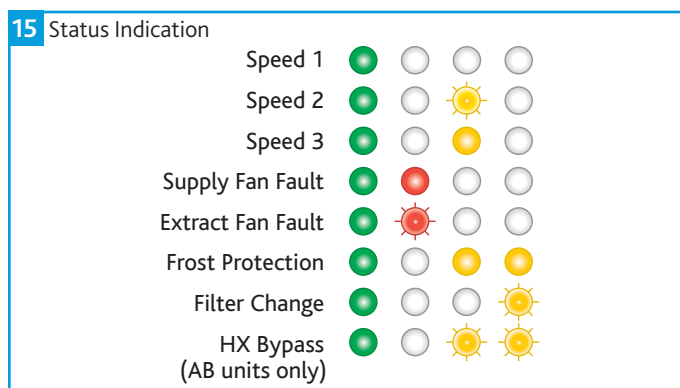 15 Status Indication
Speed 1
Speed 2
Speed 3
Supply Fan Fault
Extract Fan Fault
Frost Protection
Filter Change
HX Bypass
(AB units only)